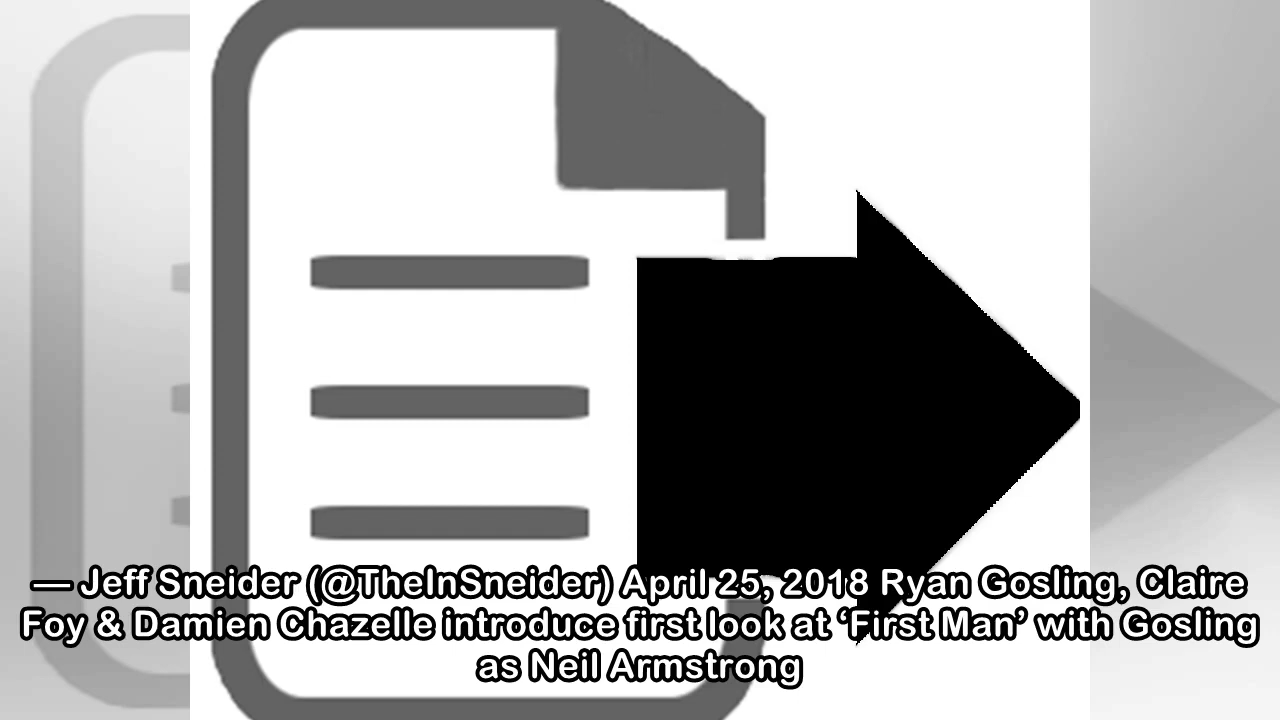 — Jeff Sneider (@TheInSneider) April 25, 2018 Ryan Gosling, Claire
Foy & Damien Chazelle introduce first look at ‘First Man’ with Gosling
as Neil Armstrong